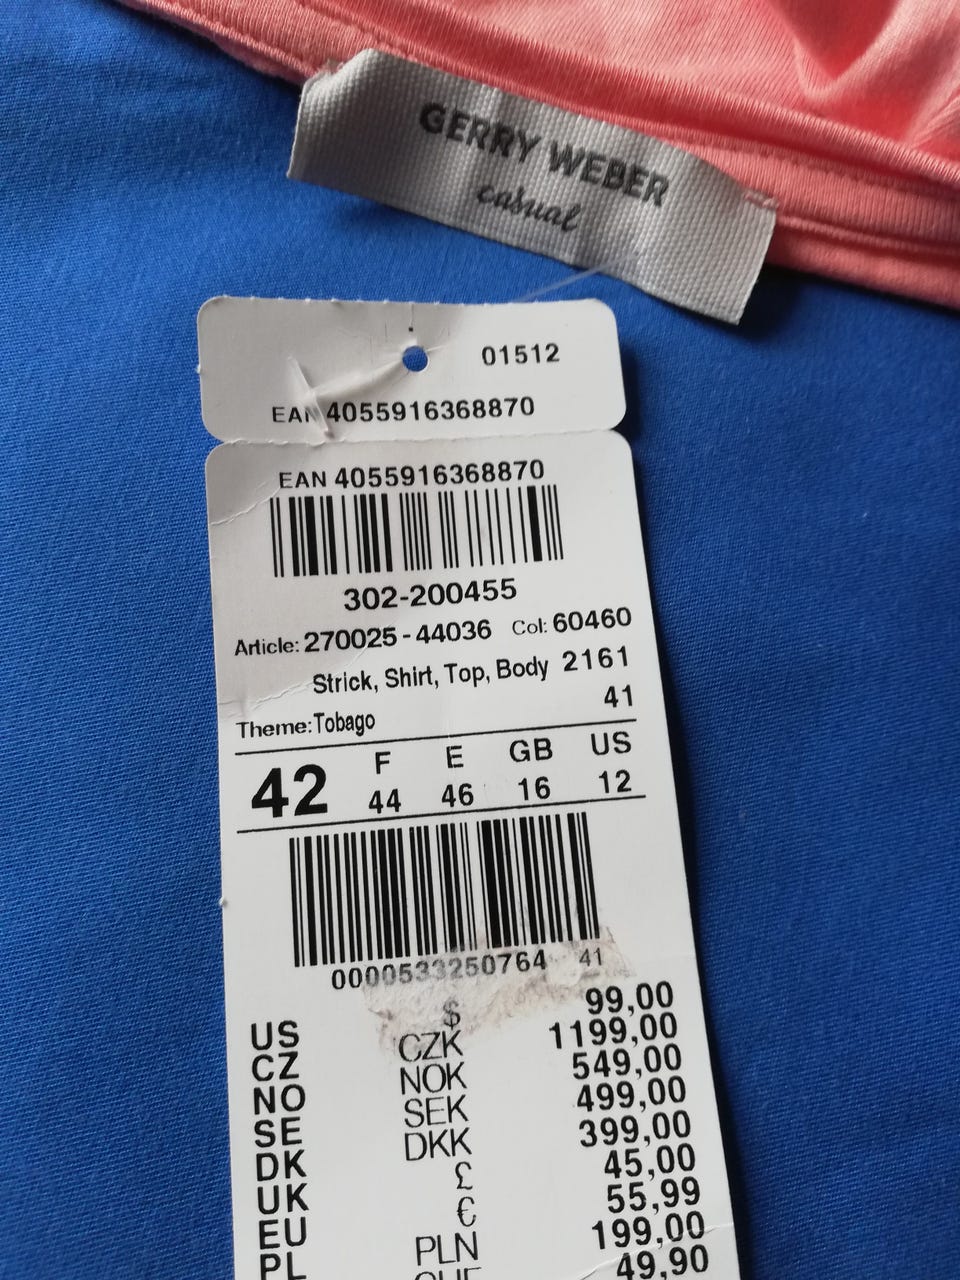 GERRY WEBER
casual
01512
EAN 4055916368870
EAN 4055916368870
302-200455
Article: 270025-44036 Col: 60460
Strick, Shirt, Top, Body 2161
Theme:Tobago 41
F E GB US
42 44 46 16 12
0000533250764 41
US $ 99,00
CZ CZK 1199,00
NO NOK 549,00
SE SEK 499,00
DK DKK 399,00
UK £ 45,00
EU € 55,99
PL PLN 199,00
49,90